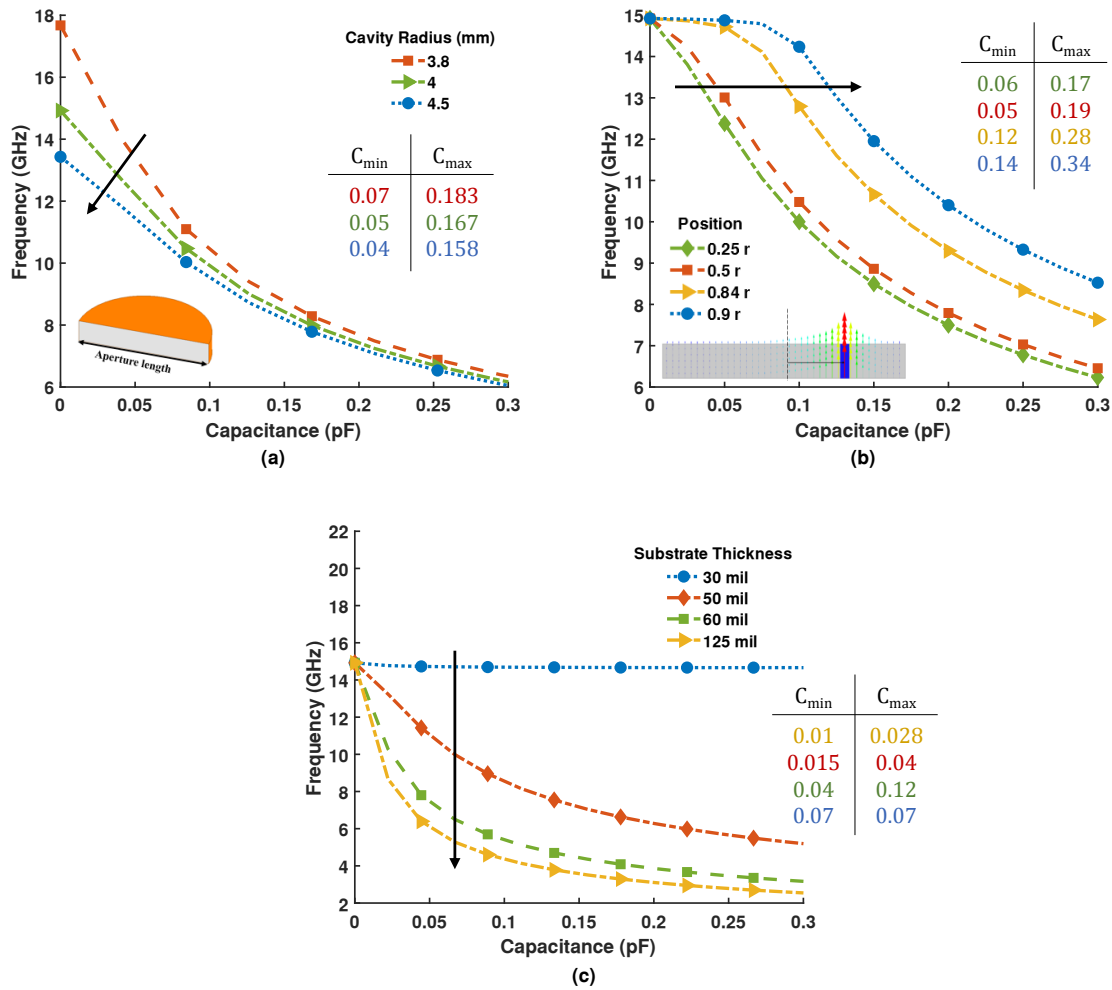 18
16
14
12
10
8
6
Frequency (GHz)
Cavity Radius (mm)
3.8
4
4.5
Cmin Cmax
0.07 0.183
0.05 0.167
0.04 0.158
Aperture length
0 0.05 0.1 0.15 0.2 0.25 0.3
Capacitance (pF)
(a)
15
14
13
12
11
10
9
8
7
6
Frequency (GHz)
Cmin Cmax
0.06 0.17
0.05 0.19
0.12 0.28
0.14 0.34
Position
0.25 r
0.5 r
0.84 r
0.9 r
0 0.05 0.1 0.15 0.2 0.25 0.3
Capacitance (pF)
(b)
22
20
18
16
14
12
10
8
6
4
2
Frequency (GHz)
Substrate Thickness
30 mil
50 mil
60 mil
125 mil
Cmin Cmax
0.01 0.028
0.015 0.04
0.04 0.12
0.07 0.07
0 0.05 0.1 0.15 0.2 0.25 0.3
Capacitance (pF)
(c)